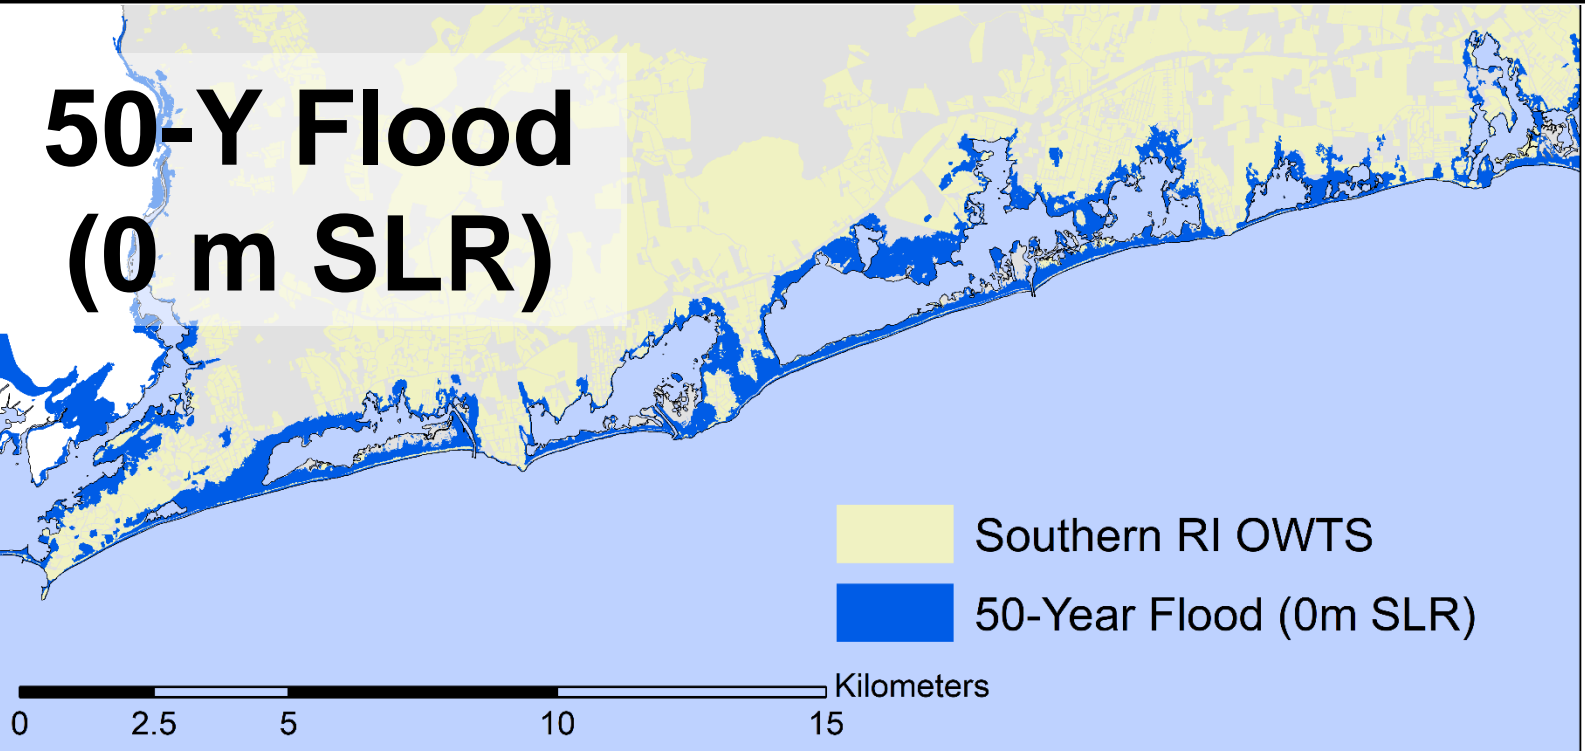 50-Y Flood
(0 m SLR)
Southern RI OWTS
50-Year Flood (0m SLR)
Kilometers
0 2.5 5 10 15